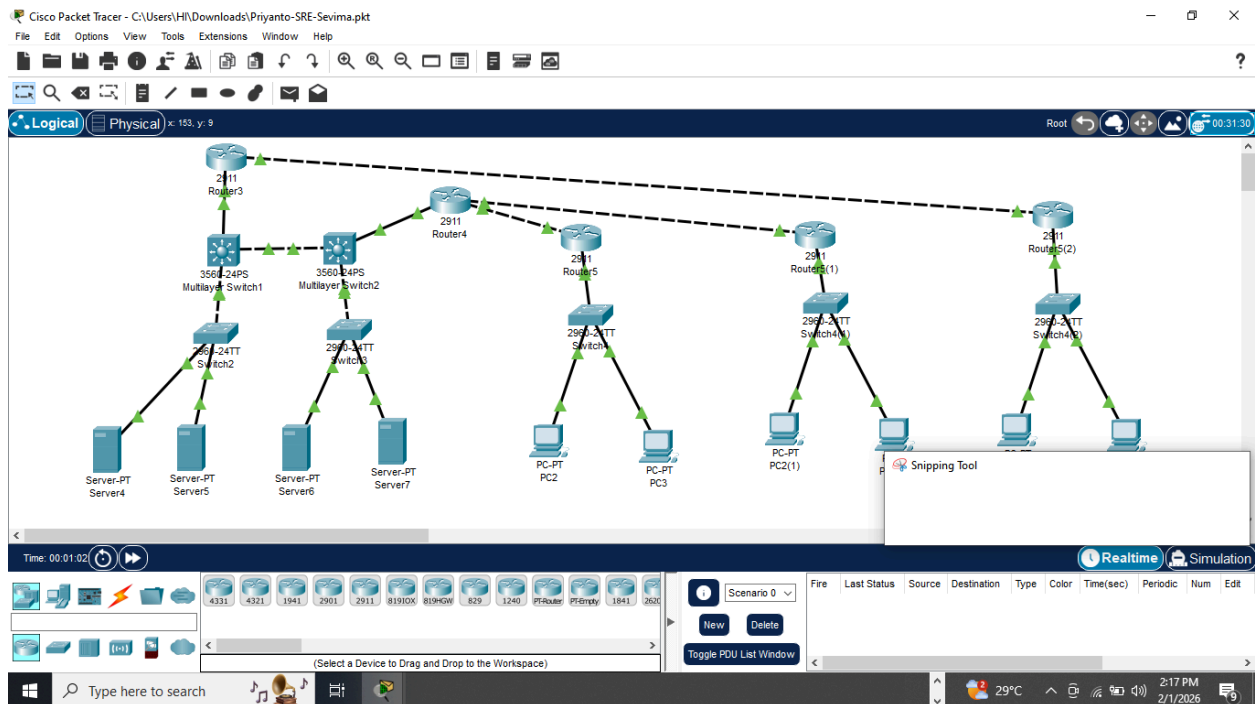 Cisco Packet Tracer - C:\Users\HI\Downloads\Priyanto-SRE-Sevima.pkt
File Edit Options View Tools Extensions Window Help
Logical Physical x: 153, y: 9
Root 00:31:30
2911
Router3
2911
Router4
2911
Router5
2911
Router5(1)
2911
Router5(2)
3560-24PS
Multilayer Switch1
3560-24PS
Multilayer Switch2
2960-24TT
Switch2
2960-24TT
Switch3
2960-24TT
Switch4
2960-24TT
Switch4(1)
2960-24TT
Switch4(2)
Server-PT
Server4
Server-PT
Server5
Server-PT
Server6
Server-PT
Server7
PC-PT
PC2
PC-PT
PC3
PC-PT
PC2(1)
Snipping Tool
Time: 00:01:02
Realtime Simulation
4331 4321 1941 2901 2911 819IOX 819HGW 829 1240 PT-Router PT-Empty 1841 2620
(Select a Device to Drag and Drop to the Workspace)
Scenario 0
New Delete
Toggle PDU List Window
Fire Last Status Source Destination Type Color Time(sec) Periodic Num Edit
Type here to search
2
29°C
2:17 PM
2/1/2026
9